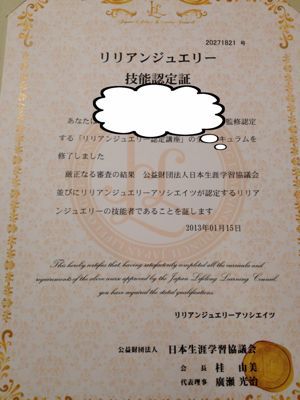 20271821 号
リリアンジュエリー
技能認定証
あなたは
監修認定
する「リリアンジュエリー認定講座」の全
キュラムを
修了しました
厳正なる審査の結果 公益財団法人日本生涯学習協議会
並びにリリアンジュエリーアソシエイツが認定するリリア
ンジュエリーの技能者であることを証します
2013年01月15日
This hereby certifies that, having satisfactorily completed all the curricula and
requirements of the above course approved by the Japan Lifelong Learning Council,
you have acquired the stated qualifications.
リリアンジュエリーアソシエイツ
公益財団法人 日本生涯学習協議会
会長 桂 由美
代表理事 廣瀬 光治